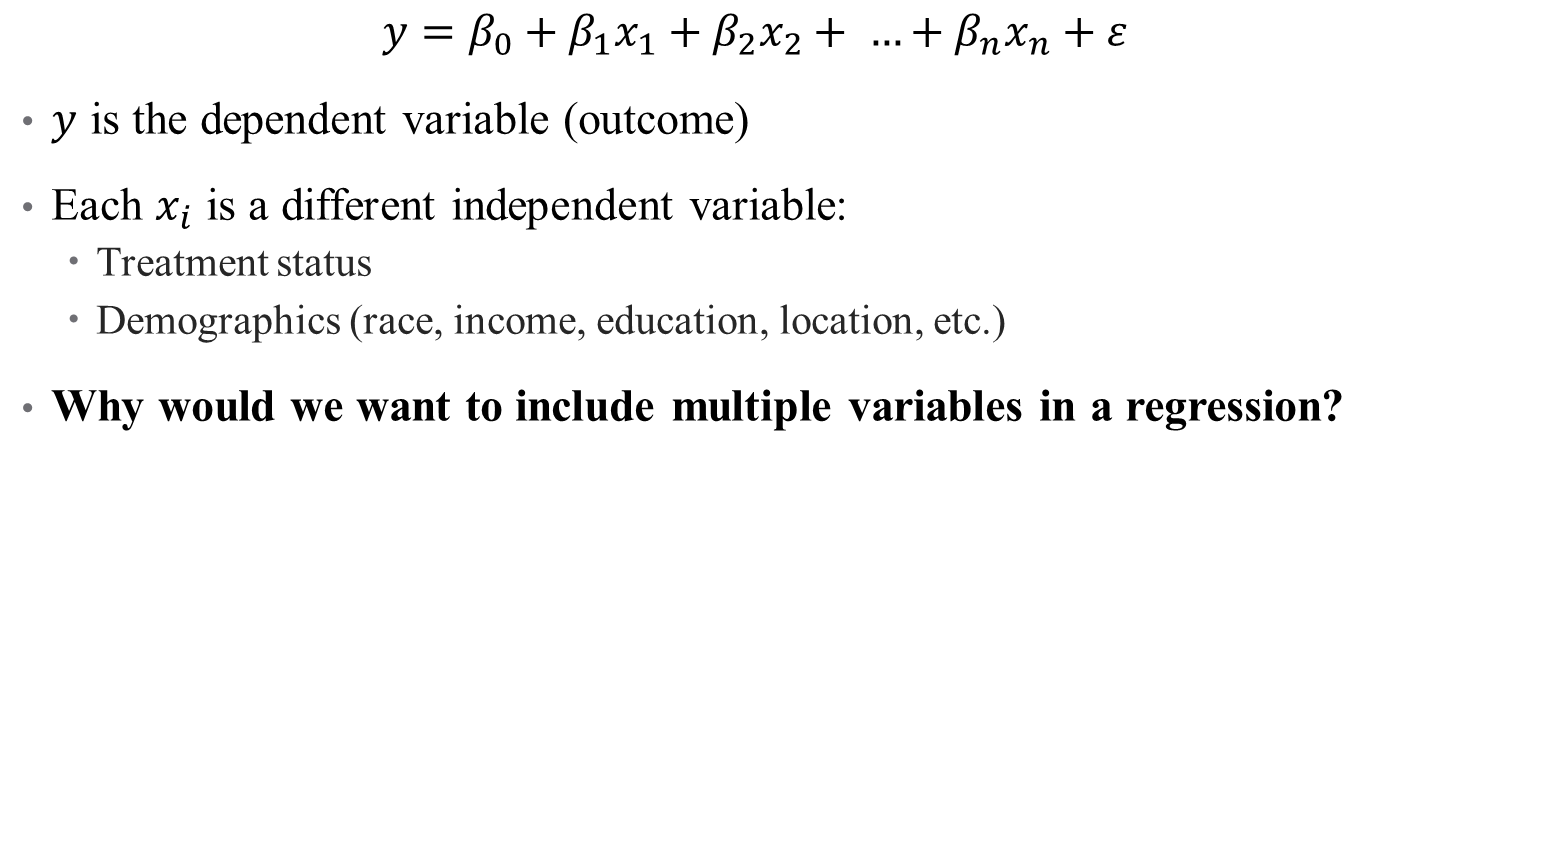 y = β₀ + β₁x₁ + β₂x₂ + … + βₙxₙ + ε
• y is the dependent variable (outcome)
• Each xᵢ is a different independent variable:
• Treatment status
• Demographics (race, income, education, location, etc.)
• Why would we want to include multiple variables in a regression?